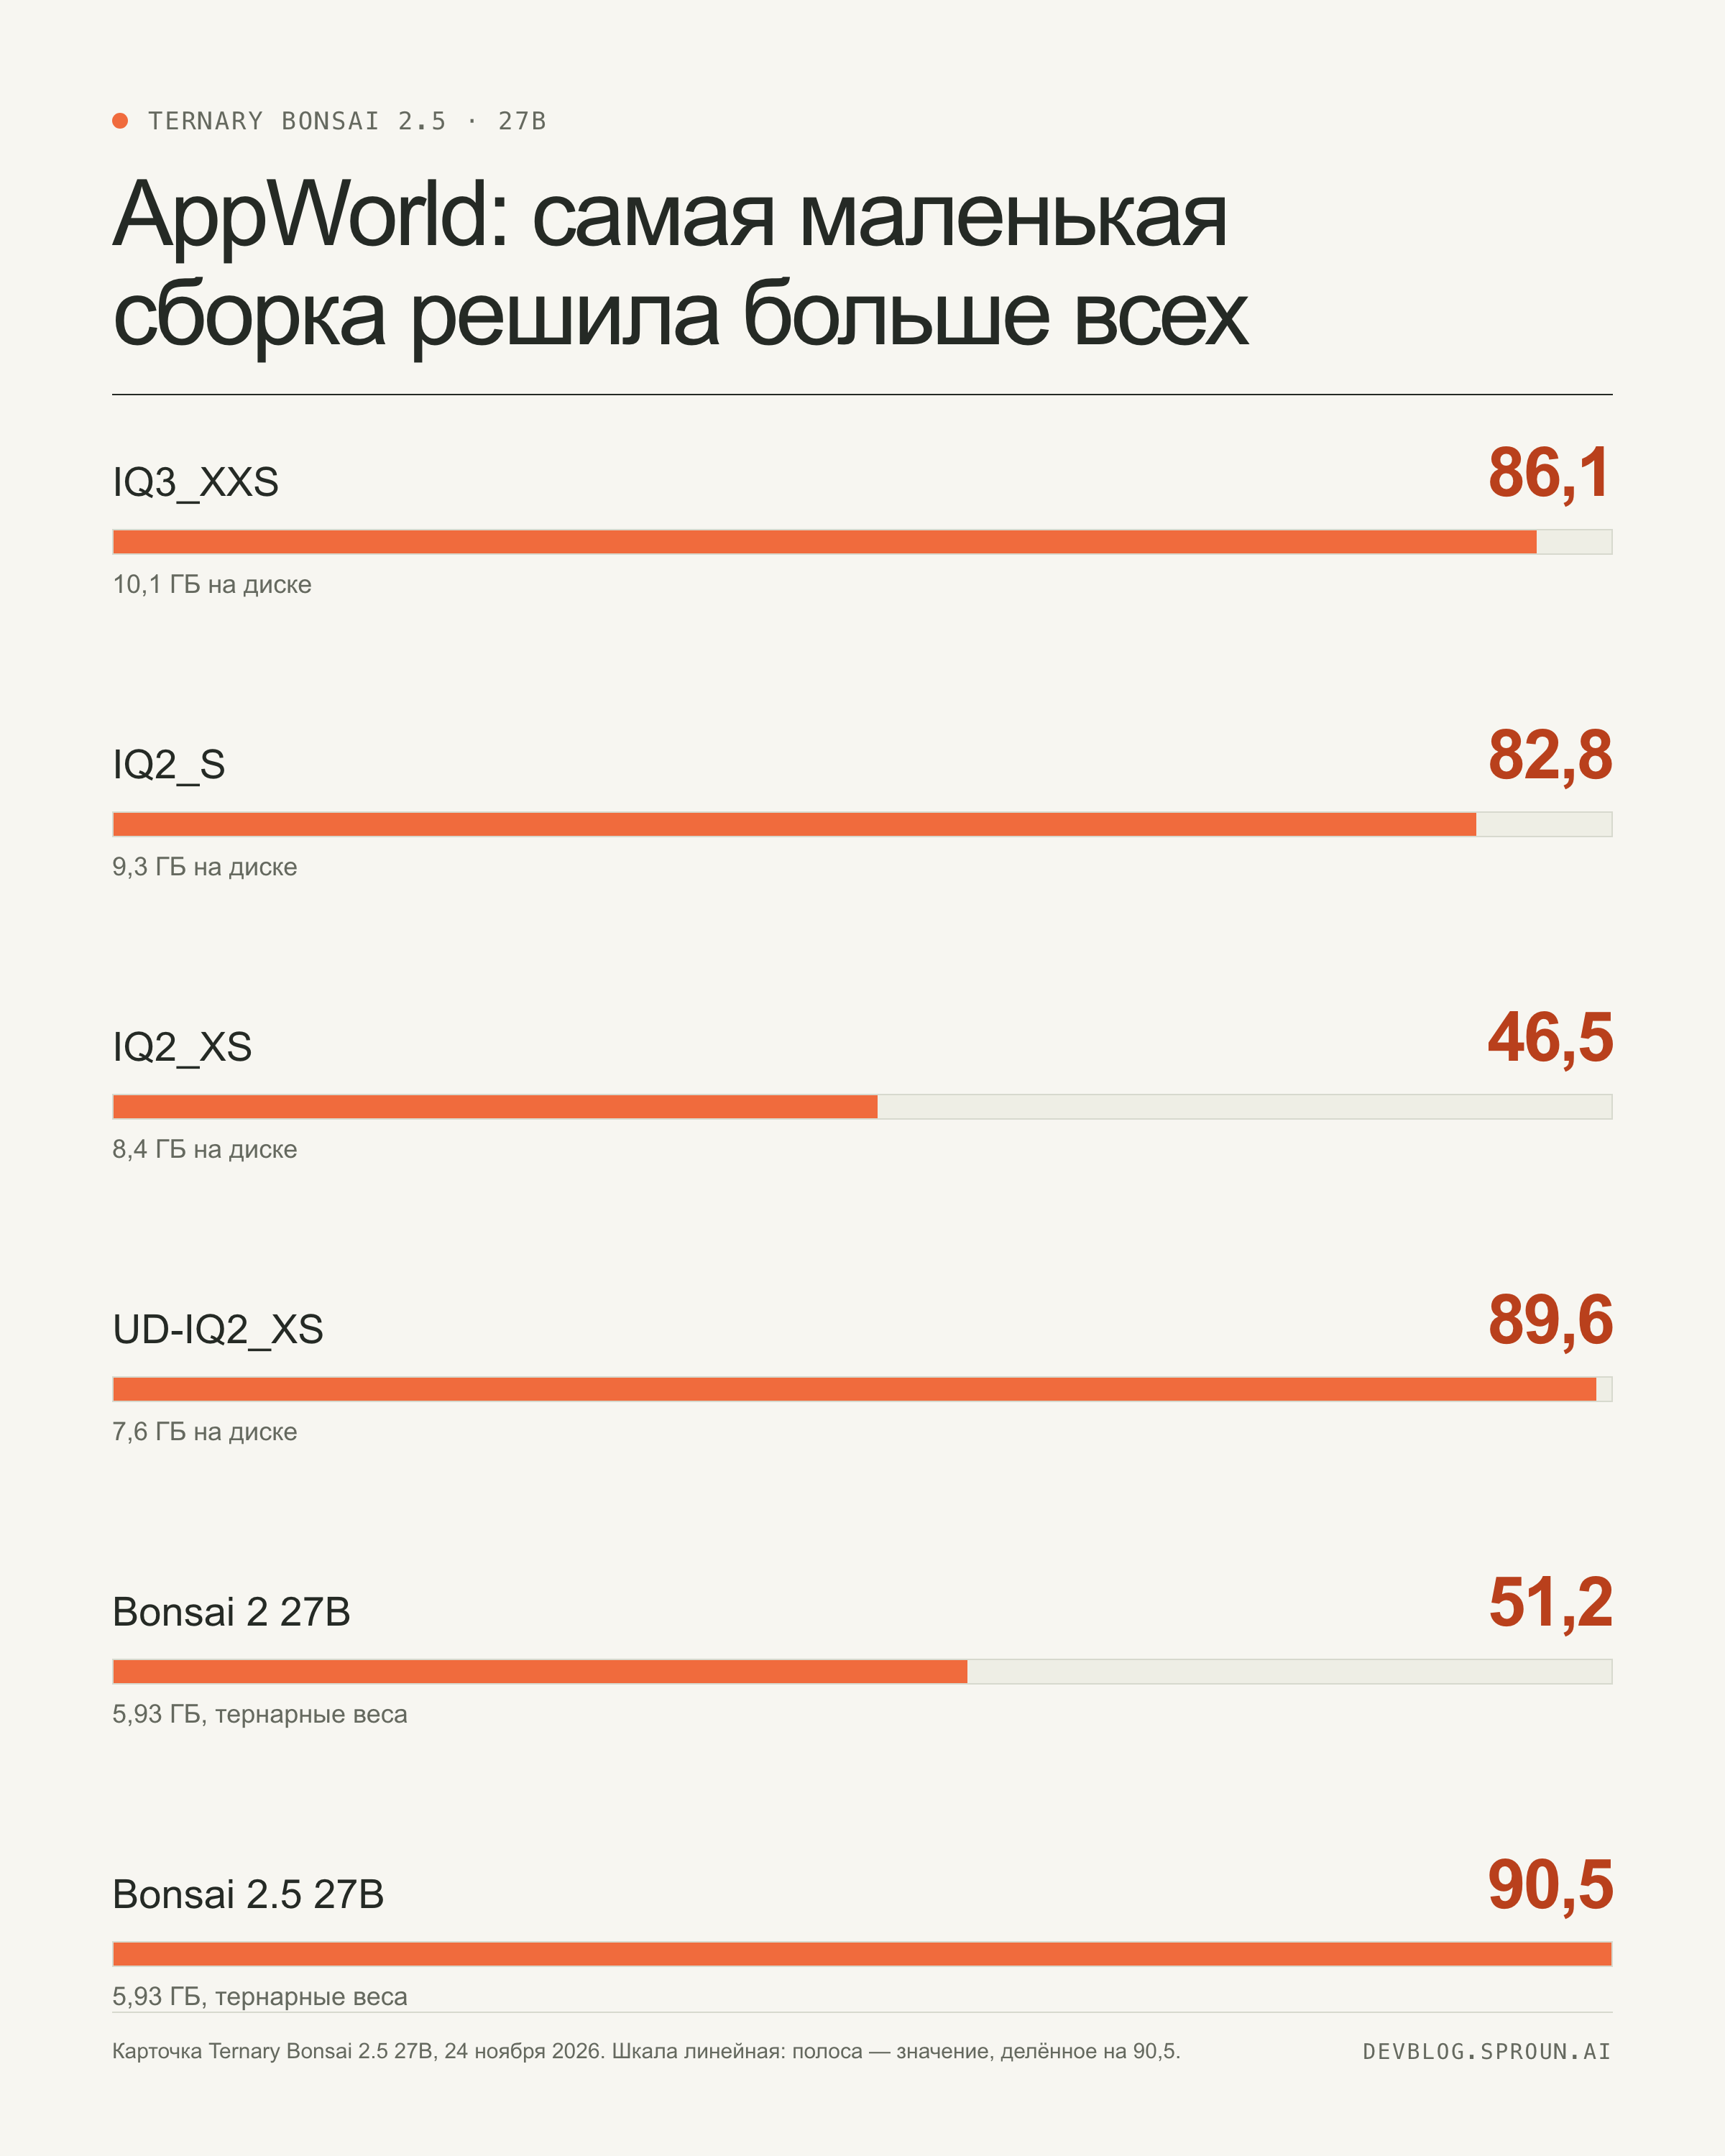 TERNARY BONSAI 2.5 · 27B
AppWorld: самая маленькая
сборка решила больше всех
IQ3_XXS
86,1
10,1 ГБ на диске
IQ2_S
82,8
9,3 ГБ на диске
IQ2_XS
46,5
8,4 ГБ на диске
UD-IQ2_XS
89,6
7,6 ГБ на диске
Bonsai 2 27B
51,2
5,93 ГБ, тернарные веса
Bonsai 2.5 27B
90,5
5,93 ГБ, тернарные веса
Карточка Ternary Bonsai 2.5 27B, 24 ноября 2026. Шкала линейная: полоса — значение, делённое на 90,5.
DEVBLOG.SPROUN.AI